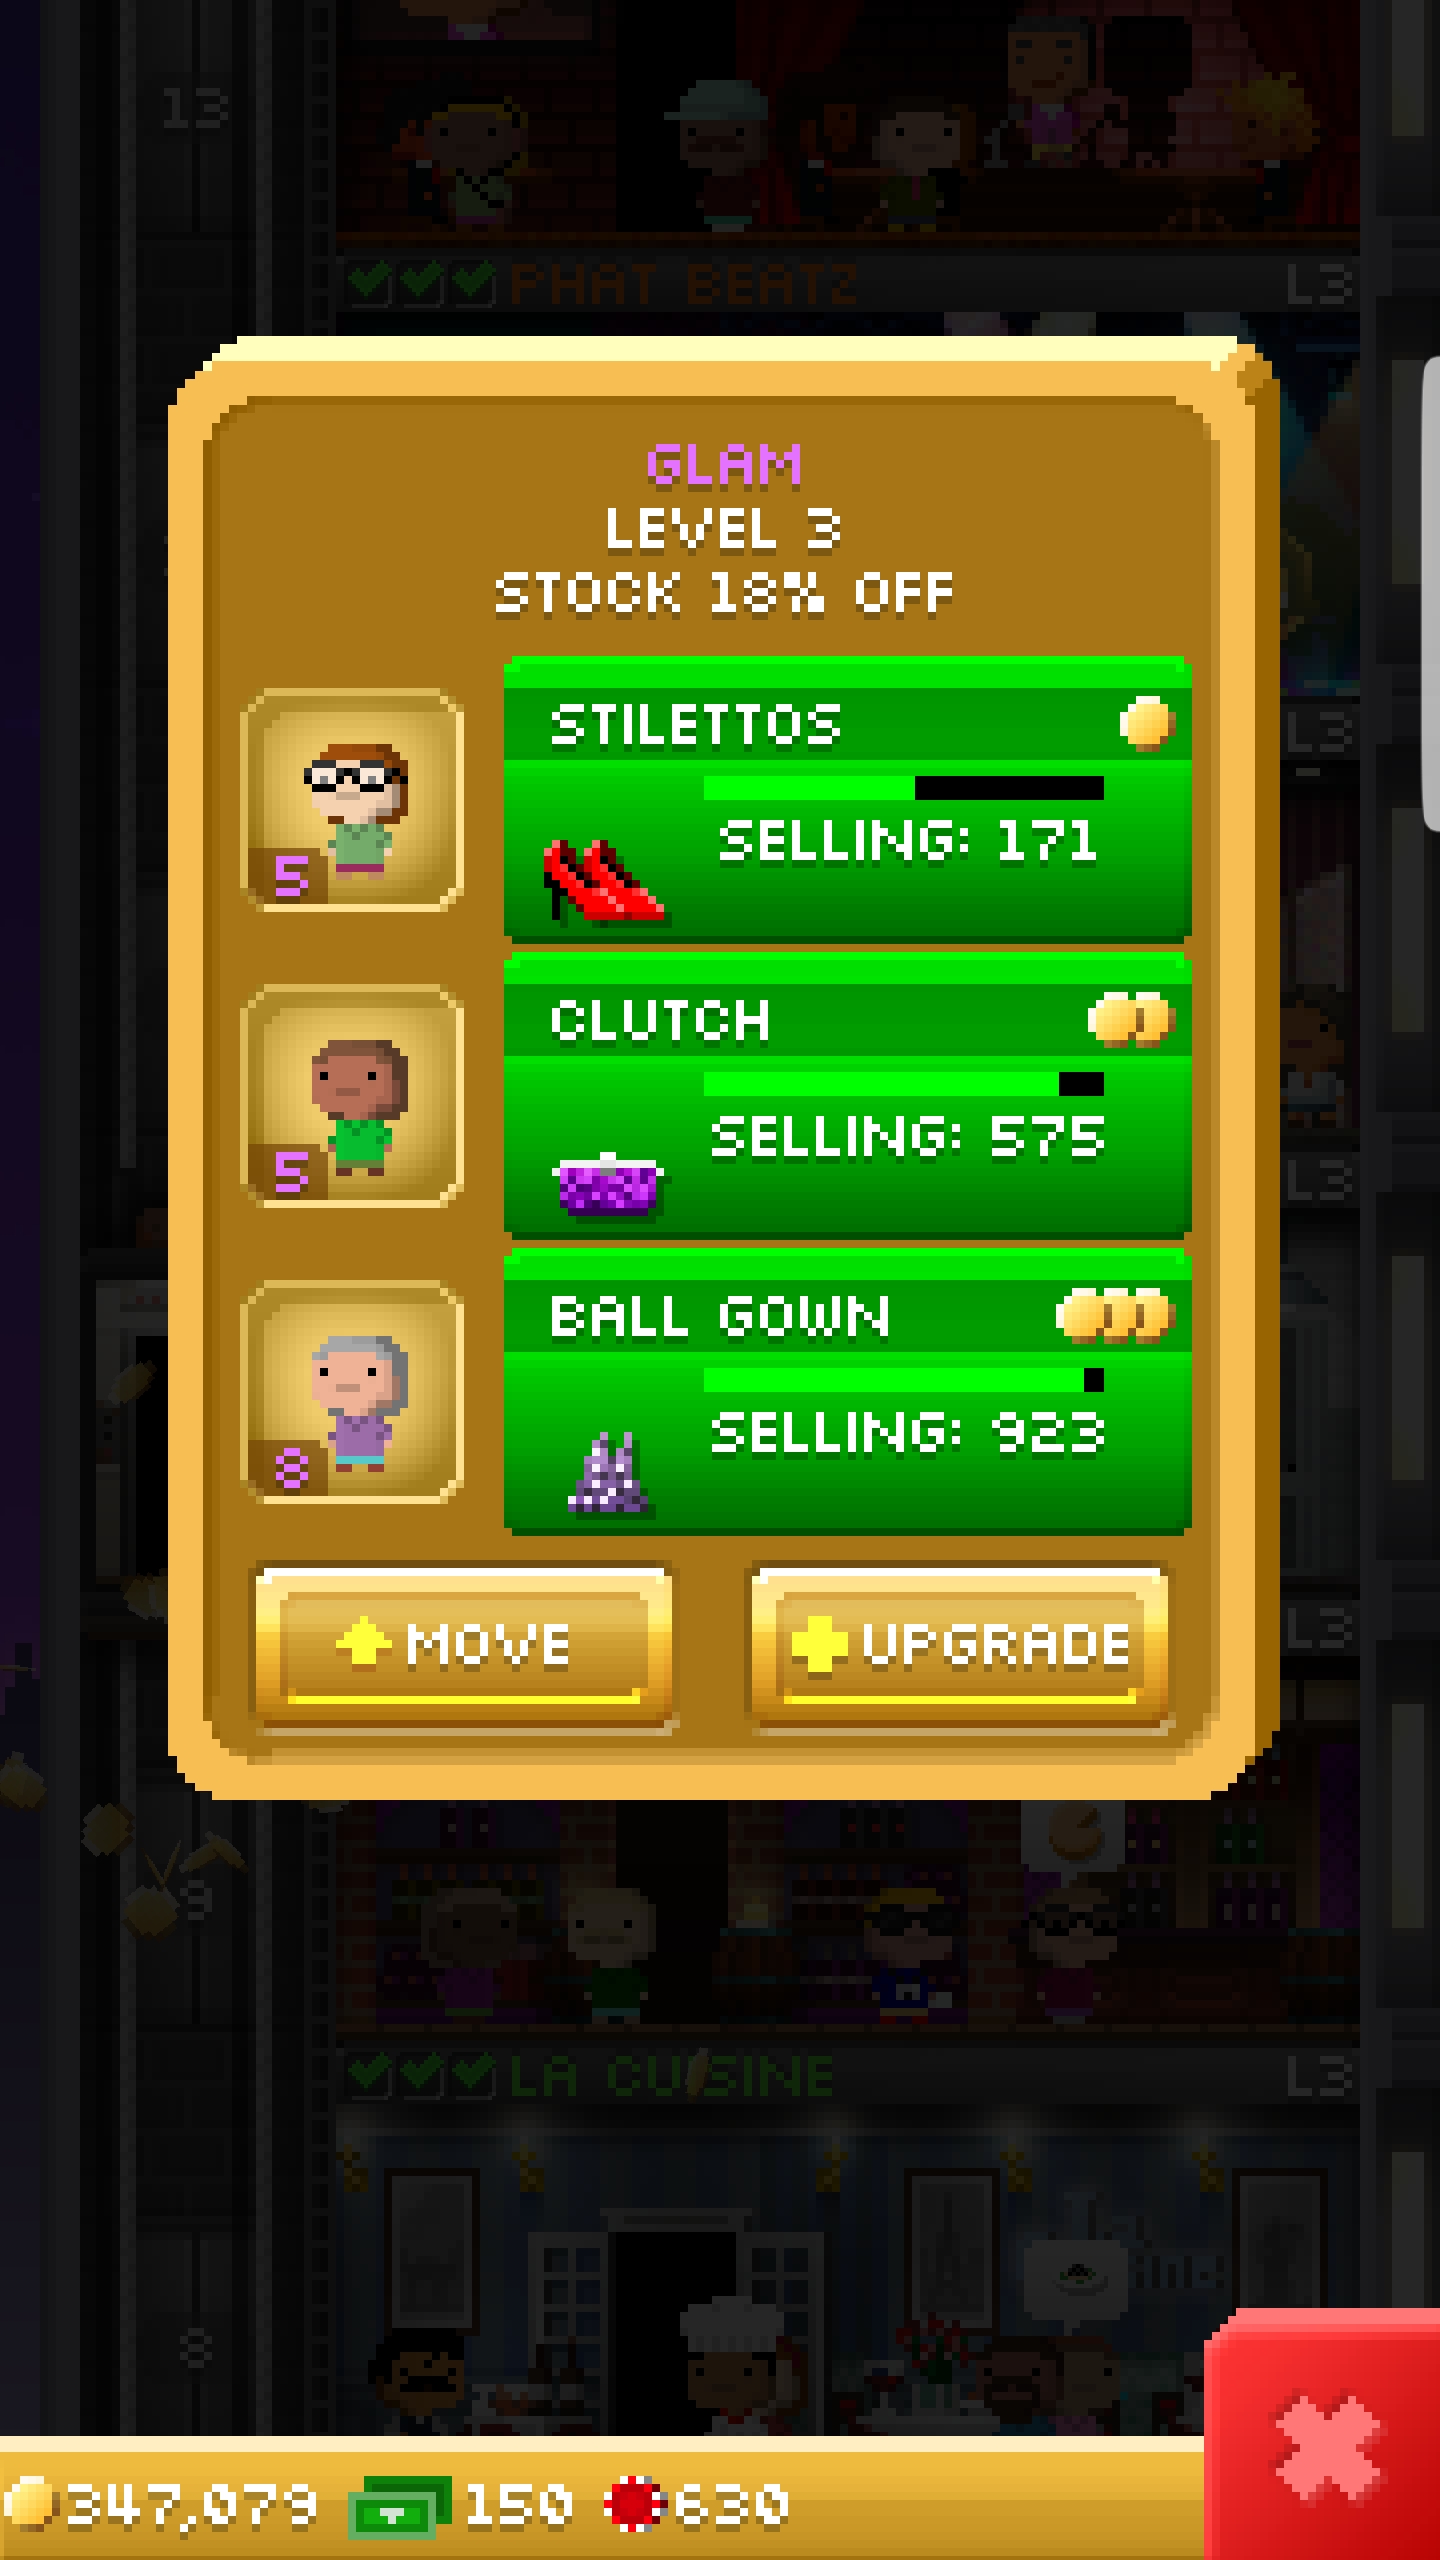 13
PHAT BEATZ L3
GLAM
LEVEL 3
STOCK 18% OFF
STILETTOS
L3
SELLING: 171
5
CLUTCH
SELLING: 575
5
L3
BALL GOWN
SELLING: 923
8
MOVE
UPGRADE
L3
9
LA CUISINE L3
8
347,079 150 630